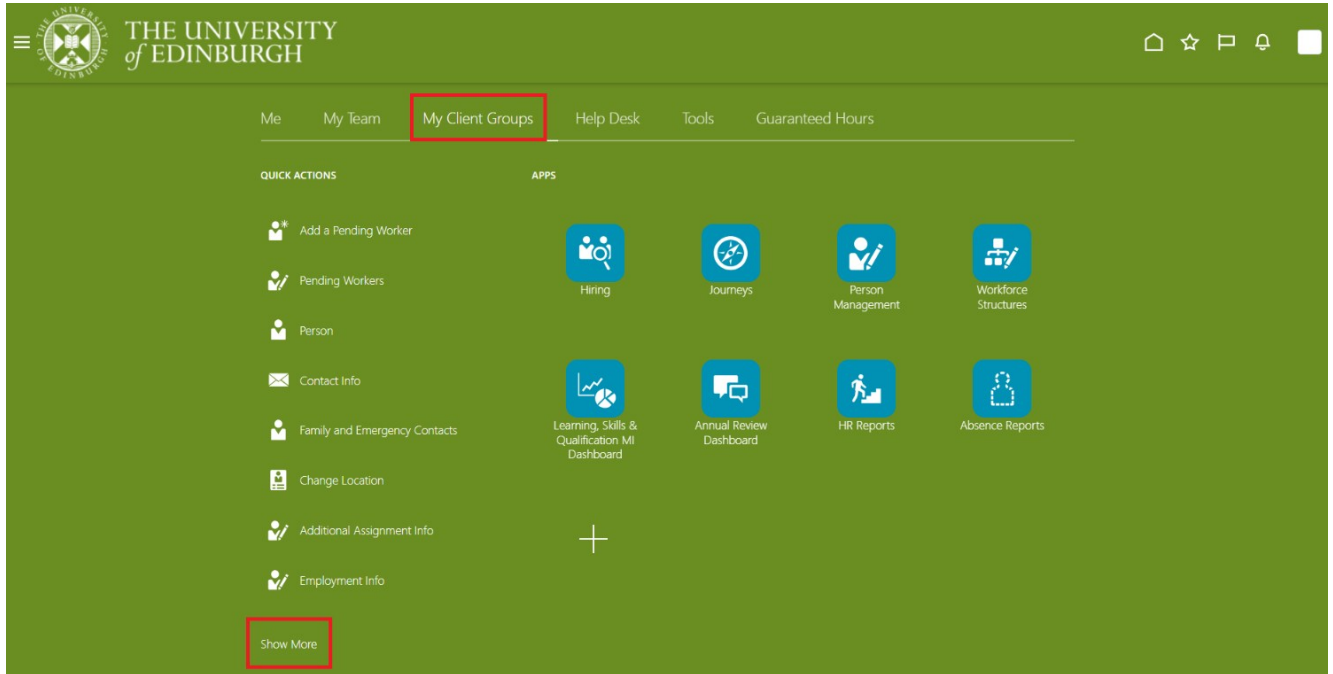 THE UNIVERSITY
of EDINBURGH
Me
My Team
My Client Groups
Help Desk
Tools
Guaranteed Hours
QUICK ACTIONS
Add a Pending Worker
Pending Workers
Person
Contact Info
Family and Emergency Contacts
Change Location
Additional Assignment Info
Employment Info
Show More
APPS
Hiring
Journeys
Person
Management
Workforce
Structures
Learning, Skills &
Qualification MI
Dashboard
Annual Review
Dashboard
HR Reports
Absence Reports